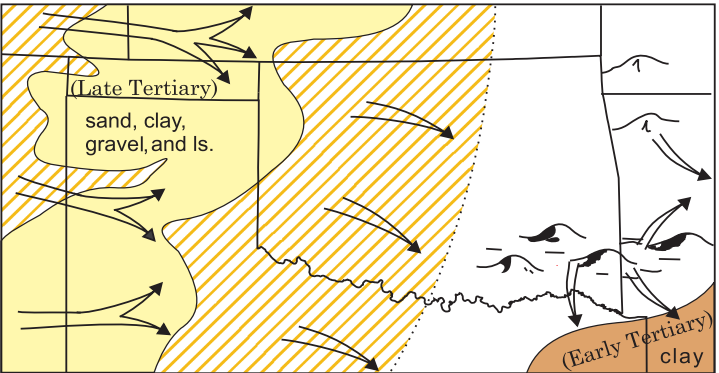 (Late Tertiary)
sand, clay,
gravel, and ls.
(Early Tertiary)
clay